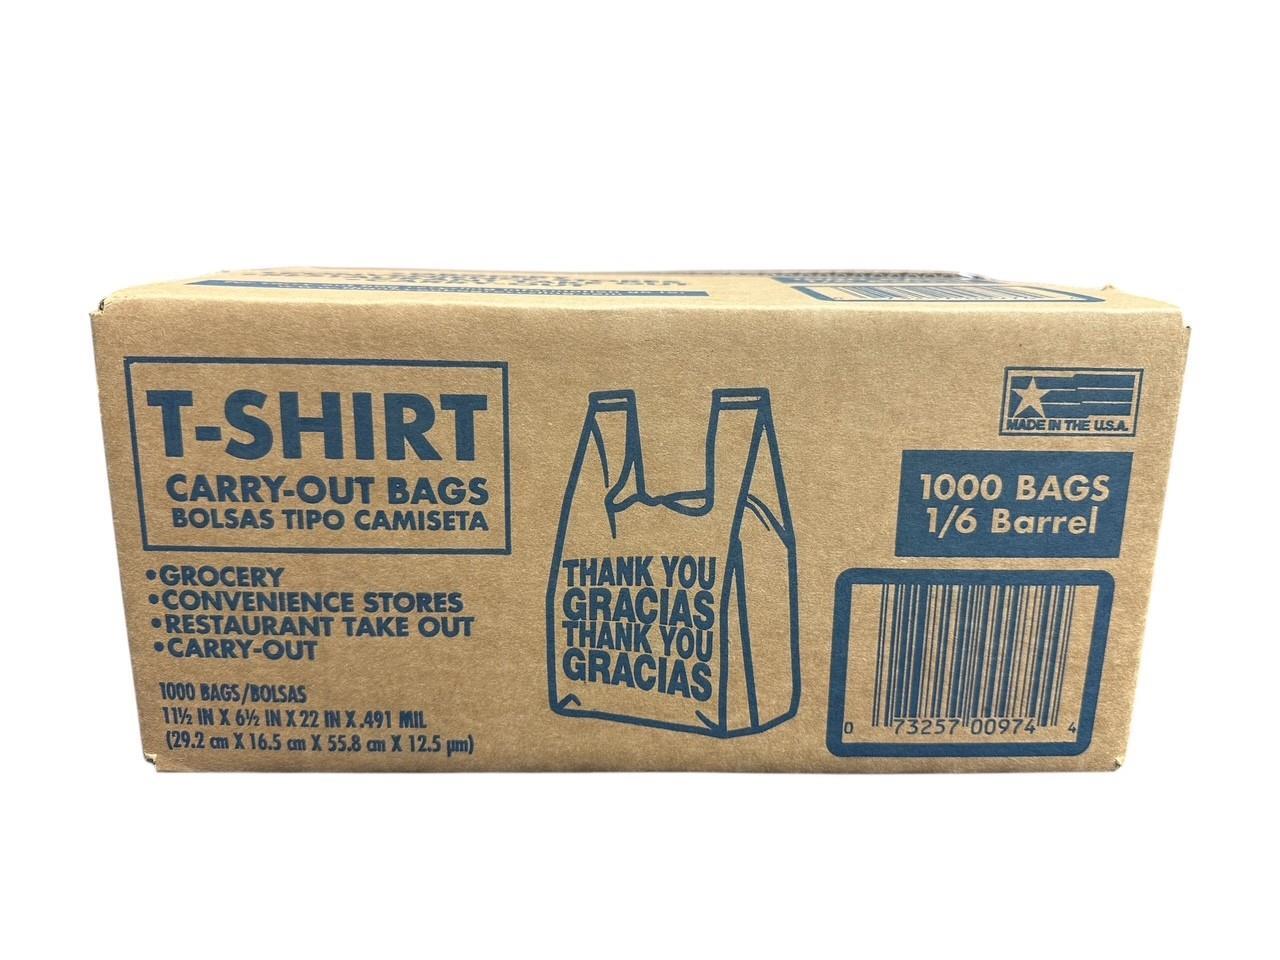 T-SHIRT
CARRY-OUT BAGS
BOLSAS TIPO CAMISETA
•GROCERY
•CONVENIENCE STORES
•RESTAURANT TAKE OUT
•CARRY-OUT
1000 BAGS/BOLSAS
11½ IN X 6½ IN X 22 IN X .491 MIL
(29.2 cm X 16.5 cm X 55.8 cm X 12.5 µm)
THANK YOU
GRACIAS
THANK YOU
GRACIAS
MADE IN THE U.S.A.
1000 BAGS
1/6 Barrel
0 73257 00974 4